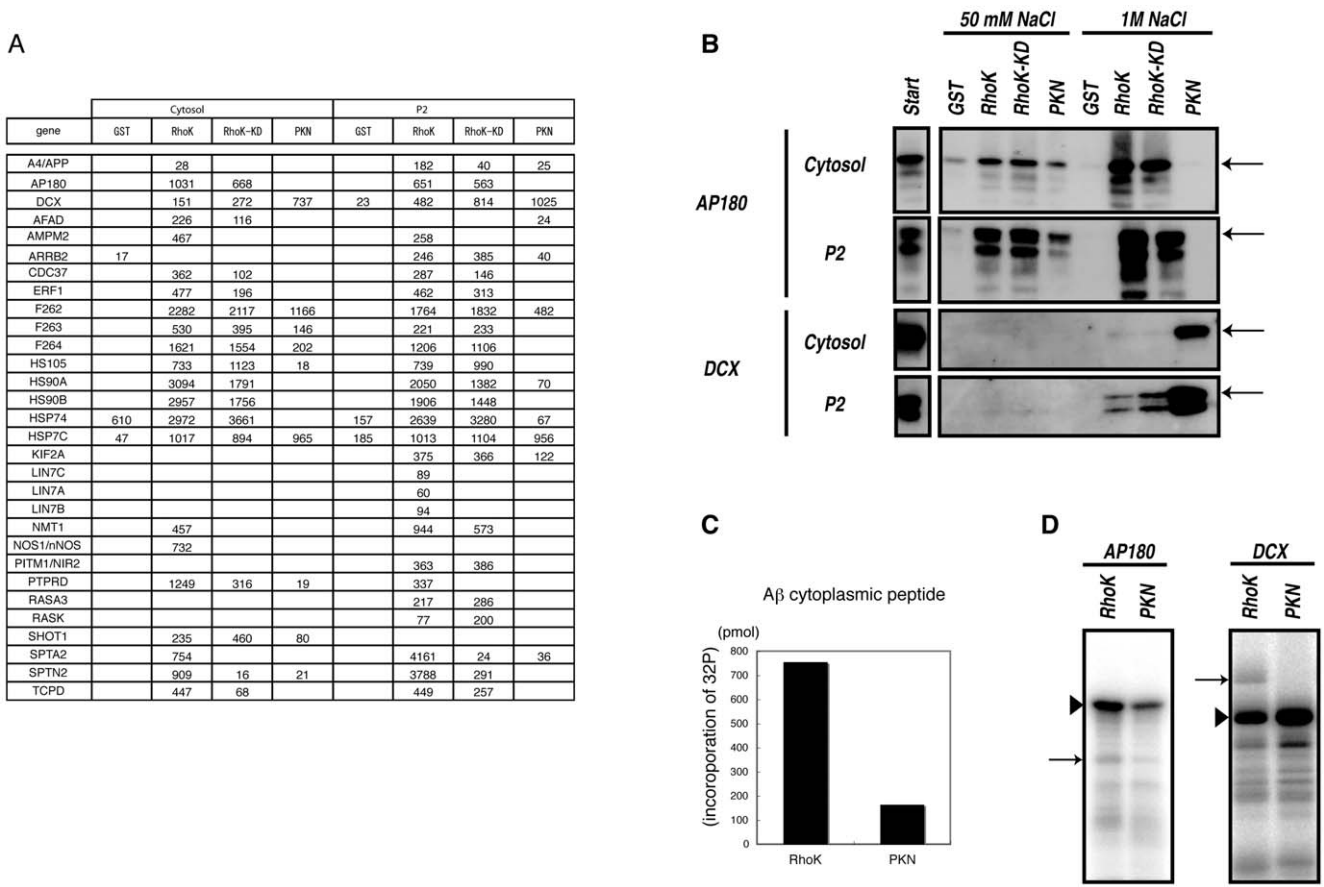 A
Cytosol P2
gene GST RhoK RhoK-KD PKN GST RhoK RhoK-KD PKN
A4/APP 28 182 40 25
AP180 1031 668 651 563
DCX 151 272 737 23 482 814 1025
AFAD 226 116 24
AMPM2 467 258
ARRB2 17 246 385 40
CDC37 362 102 287 146
ERF1 477 196 462 313
F262 2282 2117 1166 1764 1832 482
F263 530 395 146 221 233
F264 1621 1554 202 1206 1106
HS105 733 1123 18 739 990
HS90A 3094 1791 2050 1382 70
HS90B 2957 1756 1906 1448
HSP74 610 2972 3661 157 2639 3280 67
HSP7C 47 1017 894 965 185 1013 1104 956
KIF2A 375 366 122
LIN7C 89
LIN7A 60
LIN7B 94
NMT1 457 944 573
NOS1/nNOS 732
PITM1/NIR2 363 386
PTPRD 1249 316 19 337
RASA3 217 286
RASK 77 200
SHOT1 235 460 80
SPTA2 754 4161 24 36
SPTN2 909 16 21 3788 291
TCPD 447 68 449 257
B
50 mM NaCl 1M NaCl
Start GST RhoK RhoK-KD PKN GST RhoK RhoK-KD PKN
AP180
Cytosol
P2
DCX
Cytosol
P2
C
Aβ cytoplasmic peptide
(pmol)
(incoroporation of 32P)
800
700
600
500
400
300
200
100
0
RhoK PKN
D
AP180 DCX
RhoK PKN RhoK PKN